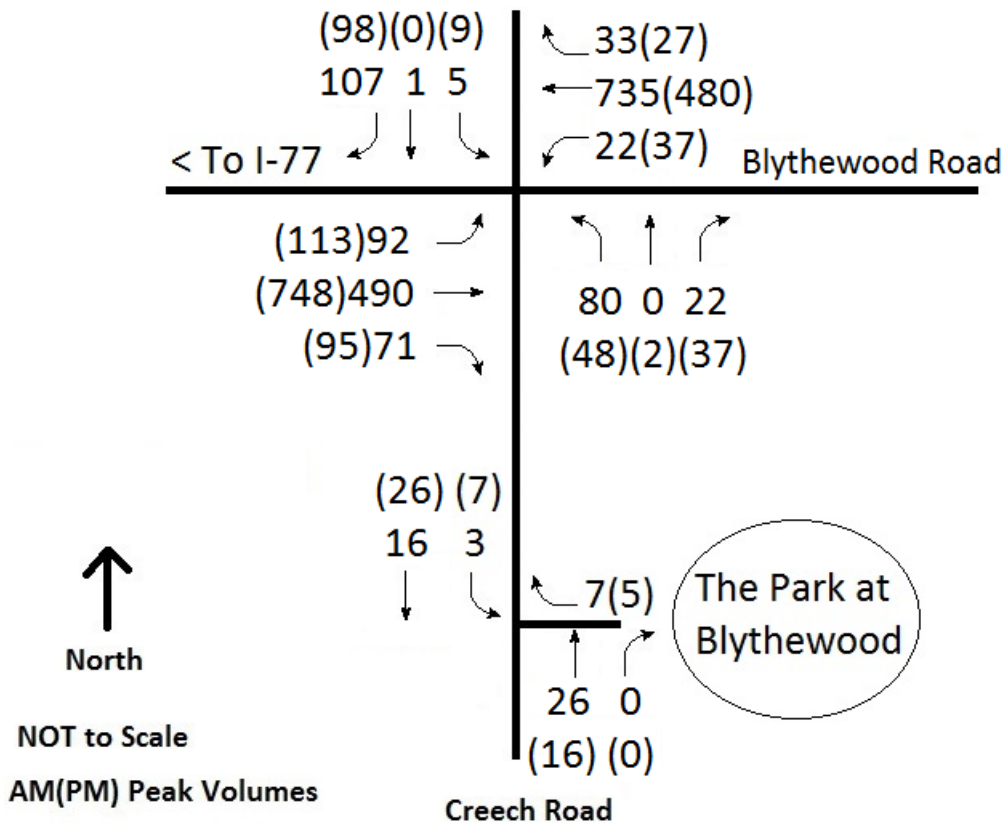 (98)(0)(9)
107 1 5
33(27)
735(480)
22(37)
< To I-77
Blythewood Road
(113)92
(748)490
(95)71
80 0 22
(48)(2)(37)
(26) (7)
16 3
7(5)
The Park at
Blythewood
26 0
(16) (0)
North
NOT to Scale
AM(PM) Peak Volumes
Creech Road